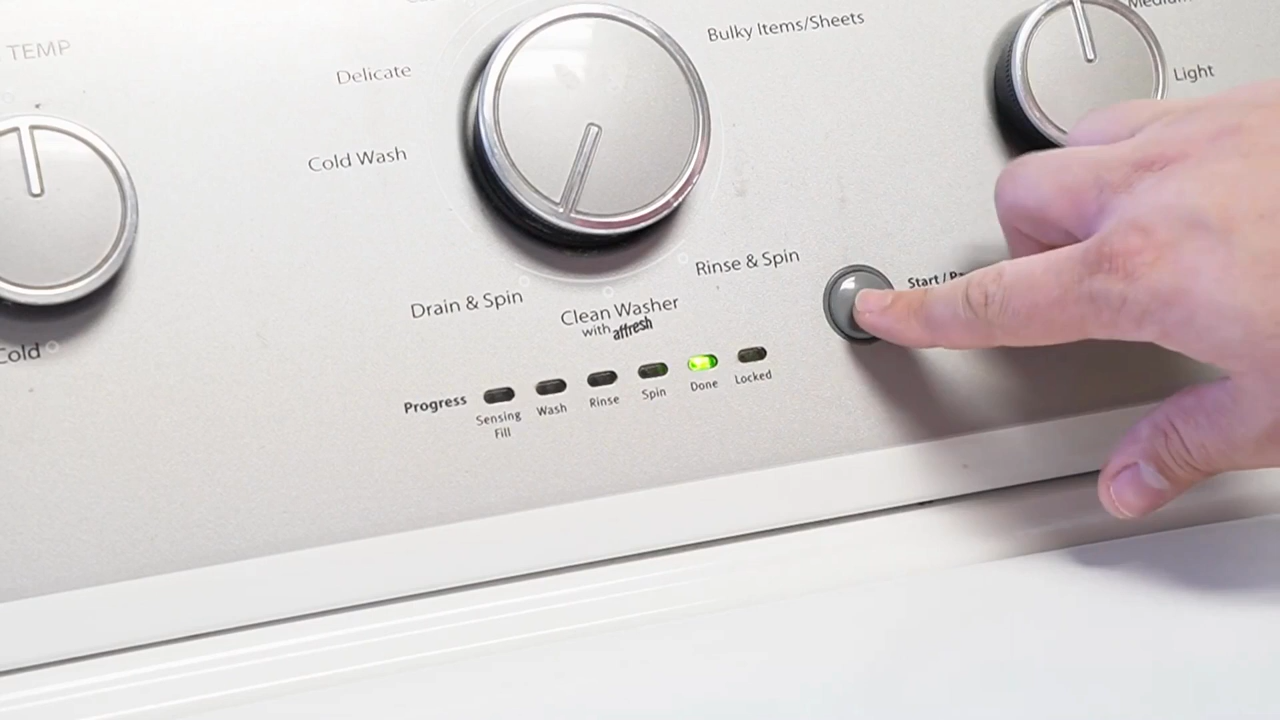 TEMP
Bulky Items/Sheets
Delicate
Medium
Light
Cold Wash
Rinse & Spin
Start /
Drain & Spin
Clean Washer
with affresh
Cold
Progress
Sensing
Fill
Wash
Rinse
Spin
Done
Locked